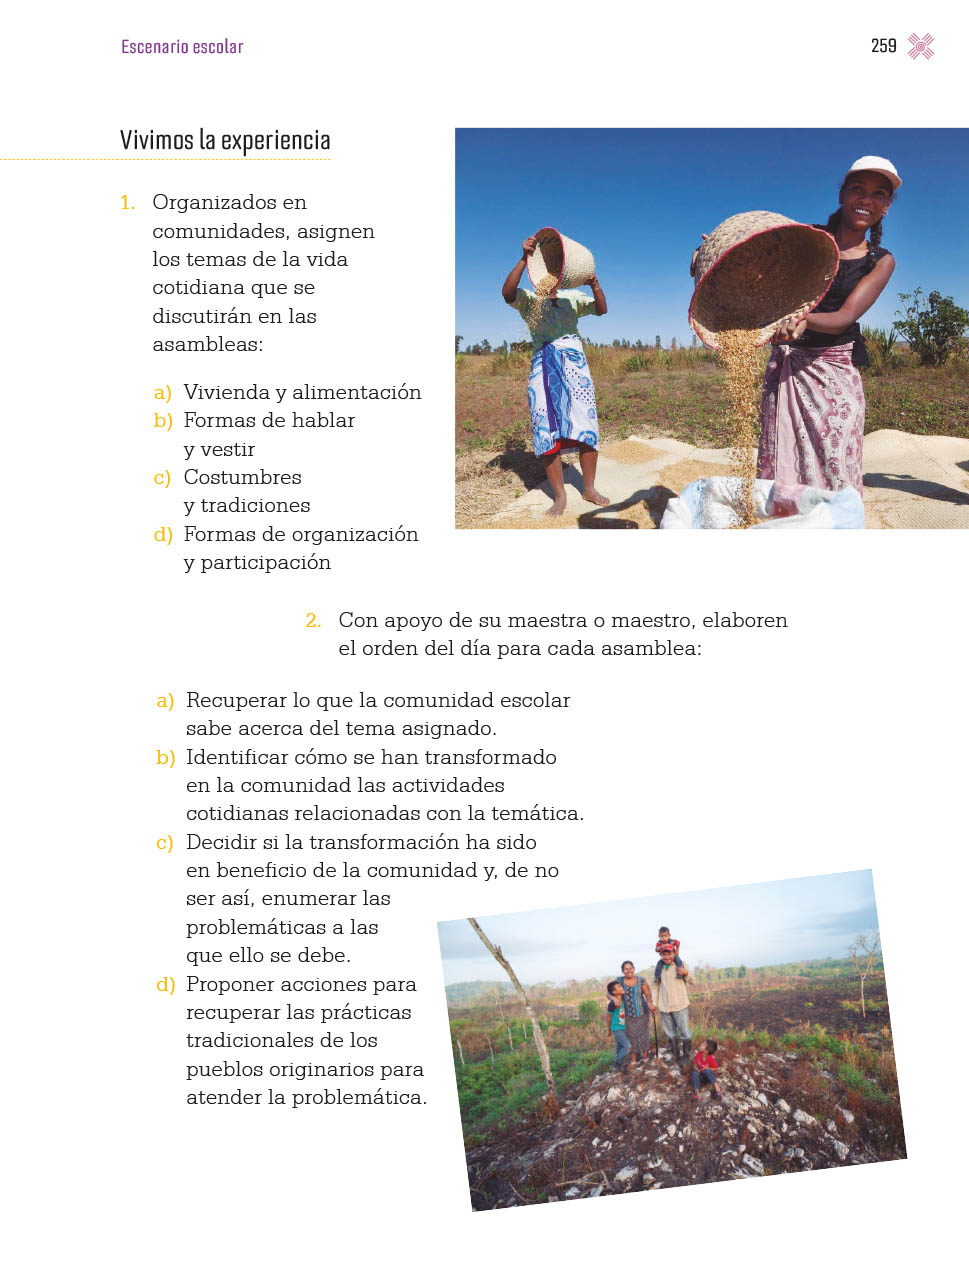 Escenario escolar
259
Vivimos la experiencia
1. Organizados en
comunidades, asignen
los temas de la vida
cotidiana que se
discutirán en las
asambleas:
a) Vivienda y alimentación
b) Formas de hablar
y vestir
c) Costumbres
y tradiciones
d) Formas de organización
y participación
2. Con apoyo de su maestra o maestro, elaboren
el orden del día para cada asamblea:
a) Recuperar lo que la comunidad escolar
sabe acerca del tema asignado.
b) Identificar cómo se han transformado
en la comunidad las actividades
cotidianas relacionadas con la temática.
c) Decidir si la transformación ha sido
en beneficio de la comunidad y, de no
ser así, enumerar las
problemáticas a las
que ello se debe.
d) Proponer acciones para
recuperar las prácticas
tradicionales de los
pueblos originarios para
atender la problemática.